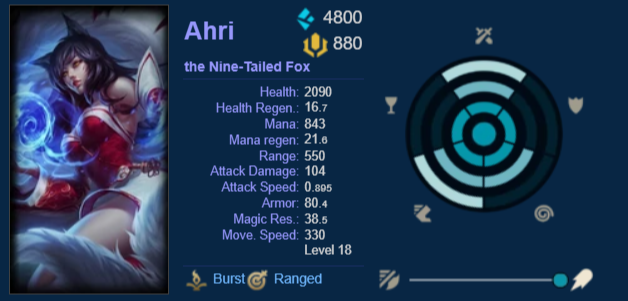 Ahri
4800
880
the Nine-Tailed Fox
Health: 2090
Health Regen.: 16.7
Mana: 843
Mana regen: 21.6
Range: 550
Attack Damage: 104
Attack Speed: 0.895
Armor: 80.4
Magic Res.: 38.5
Move. Speed: 330
Level 18
Burst Ranged